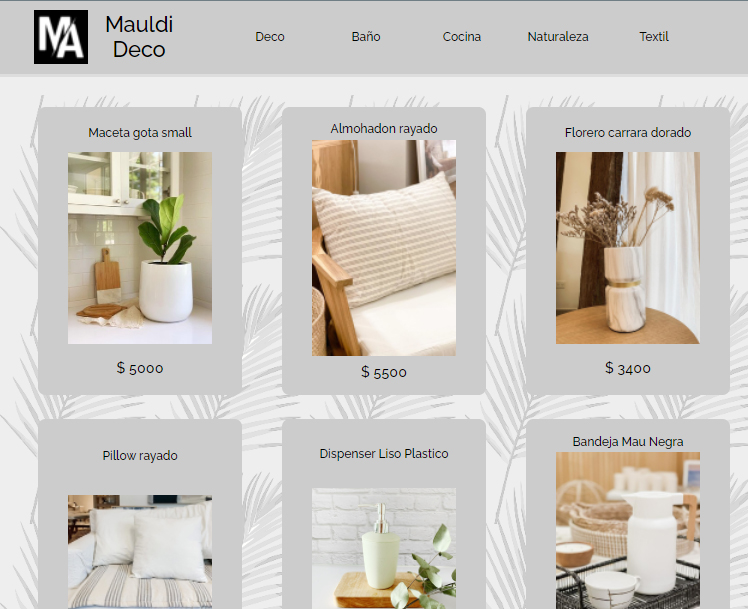 MA
Mauldi
Deco
Deco
Baño
Cocina
Naturaleza
Textil
Maceta gota small
$ 5000
Almohadon rayado
$ 5500
Florero carrara dorado
$ 3400
Pillow rayado
Dispenser Liso Plastico
Bandeja Mau Negra